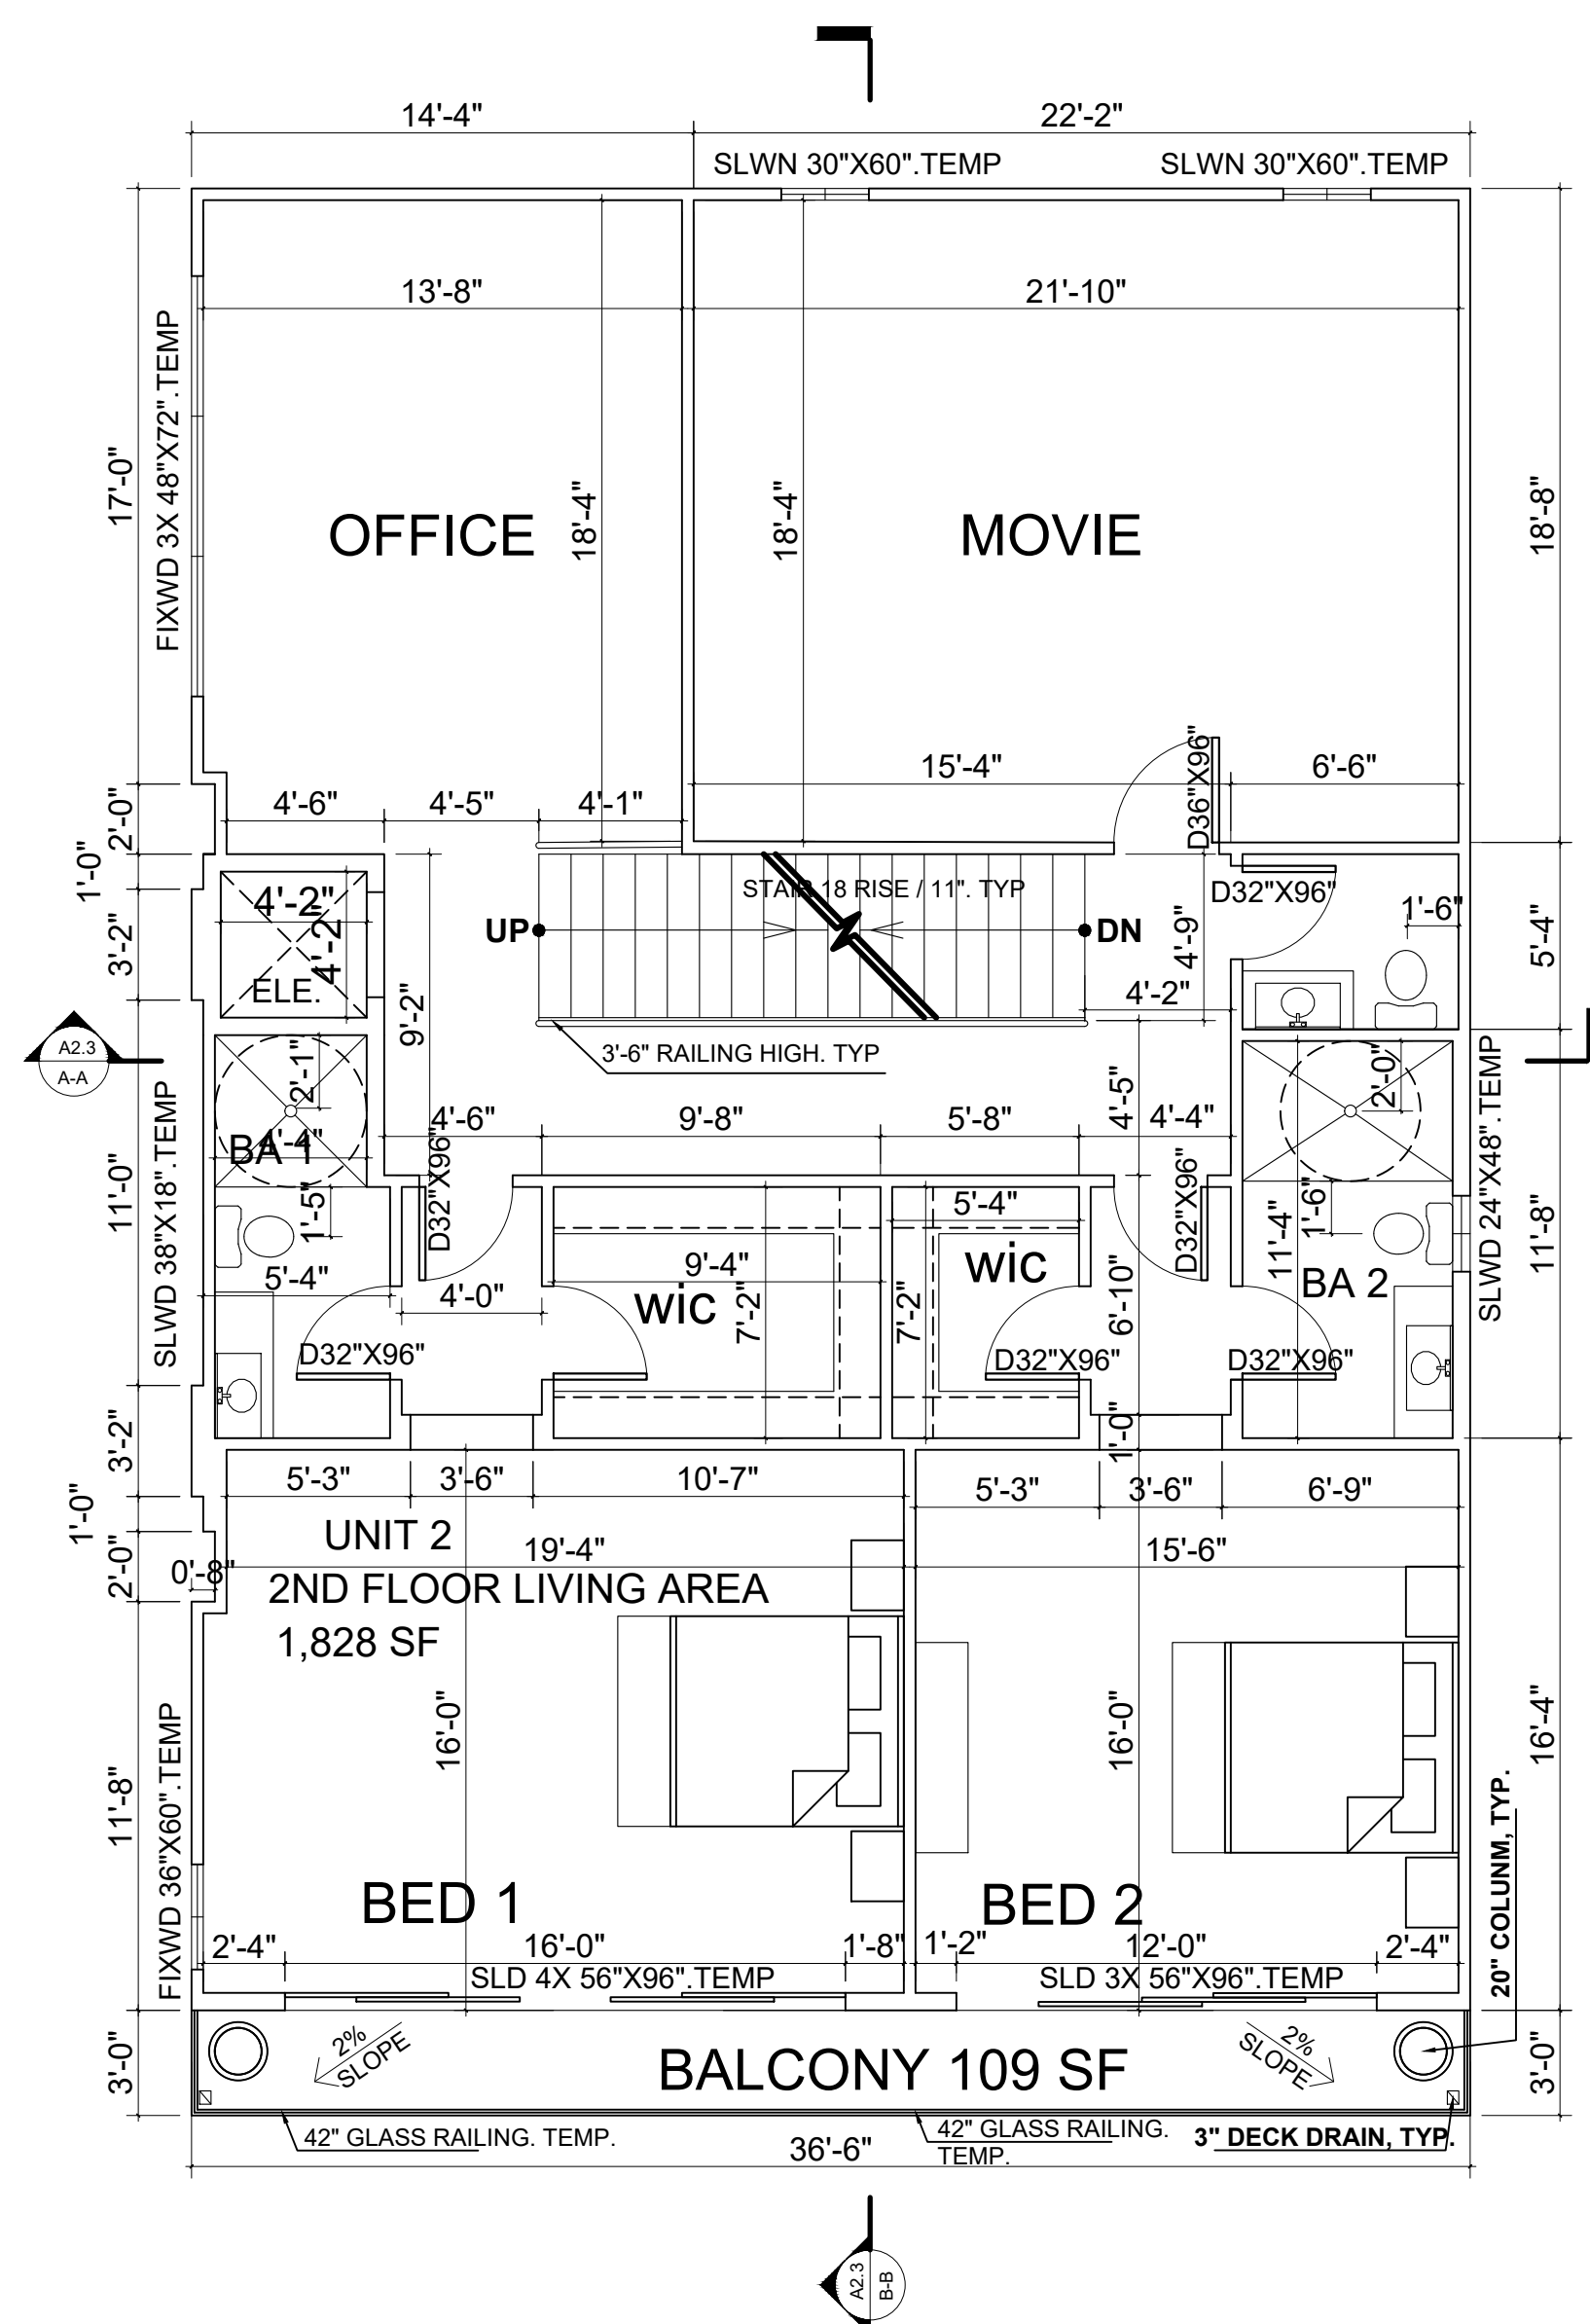 14'-4"
22'-2"
SLWN 30"X60".TEMP
SLWN 30"X60".TEMP
13'-8"
21'-10"
FIXWD 3X 48"X72".TEMP
17'-0"
18'-4"
18'-4"
18'-8"
OFFICE
MOVIE
15'-4"
6'-6"
D36"X96"
4'-6"
4'-5"
4'-1"
2'-0"
1'-0"
3'-2"
4'-2"
4'-2"
ELE.
STAIR 18 RISE / 11". TYP
UP
DN
D32"X96"
1'-6"
4'-9"
5'-4"
4'-2"
9'-2"
3'-6" RAILING HIGH. TYP
A2.3
A-A
2'-1"
4'-4"
BA 1
SLWD 38"X18".TEMP
11'-0"
4'-6"
9'-8"
5'-8"
4'-5"
4'-4"
2'-0"
SLWD 24"X48".TEMP
1'-5"
D32"X96"
5'-4"
D32"X96"
11'-4"
1'-6"
11'-8"
5'-4"
4'-0"
9'-4"
wic
7'-2"
wic
7'-2"
6'-10"
BA 2
D32"X96"
D32"X96"
D32"X96"
3'-2"
1'-0"
5'-3"
3'-6"
10'-7"
5'-3"
3'-6"
6'-9"
1'-0"
2'-0"
0'-8"
UNIT 2
19'-4"
15'-6"
2ND FLOOR LIVING AREA
1,828 SF
16'-0"
16'-0"
16'-4"
11'-8"
FIXWD 36"X60".TEMP
20" COLUNM, TYP.
BED 1
BED 2
2'-4"
16'-0"
1'-8"
1'-2"
12'-0"
2'-4"
SLD 4X 56"X96".TEMP
SLD 3X 56"X96".TEMP
3'-0"
2%
SLOPE
BALCONY 109 SF
2%
SLOPE
3'-0"
42" GLASS RAILING. TEMP.
42" GLASS RAILING.
TEMP.
3" DECK DRAIN, TYP.
36'-6"
A2.3
B-B